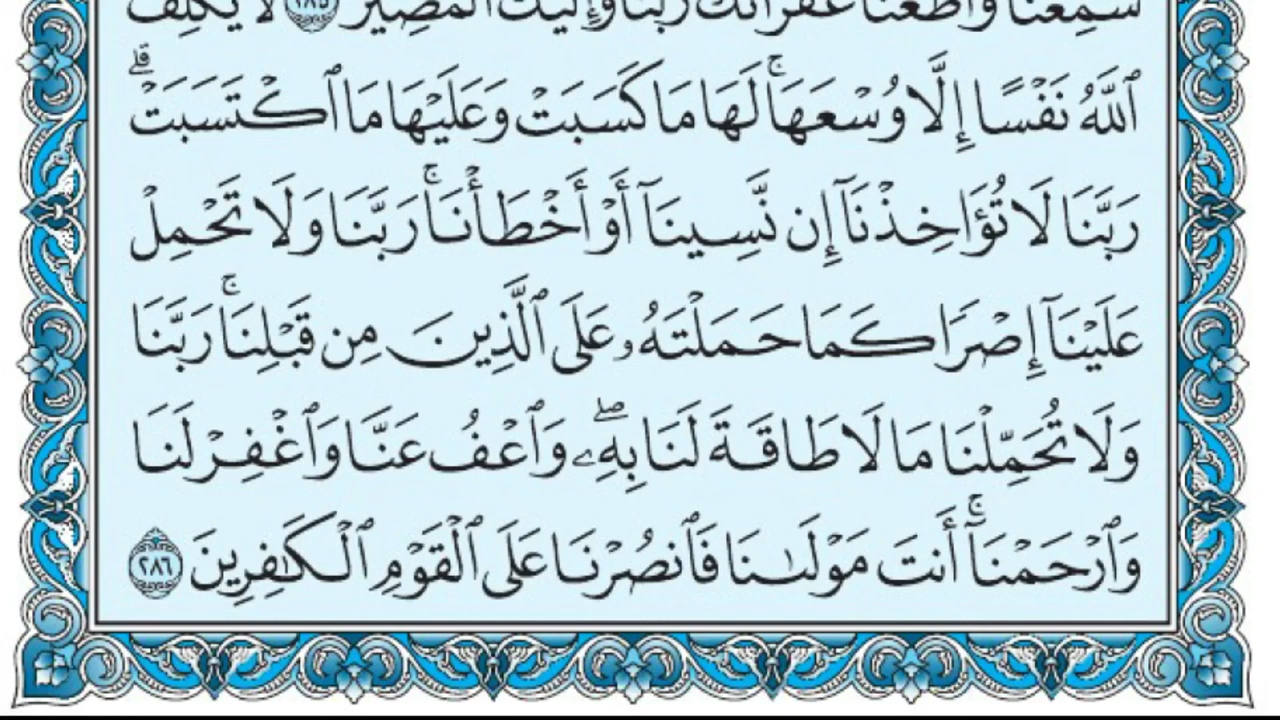 سَمِعْنَا وَأَطَعْنَا غُفْرَانَكَ رَبَّنَا وَإِلَيْكَ ٱلْمَصِيرُ ٢٨٥ لَا يُكَلِّفُ
ٱللَّهُ نَفْسًا إِلَّا وُسْعَهَاۚ لَهَا مَا كَسَبَتْ وَعَلَيْهَا مَا ٱكْتَسَبَتْۗ
رَبَّنَا لَا تُؤَاخِذْنَآ إِن نَّسِينَآ أَوْ أَخْطَأْنَاۚ رَبَّنَا وَلَا تَحْمِلْ
عَلَيْنَآ إِصْرًا كَمَا حَمَلْتَهُۥ عَلَى ٱلَّذِينَ مِن قَبْلِنَاۚ رَبَّنَا
وَلَا تُحَمِّلْنَا مَا لَا طَاقَةَ لَنَا بِهِۦۖ وَٱعْفُ عَنَّا وَٱغْفِرْ لَنَا
وَٱرْحَمْنَآۚ أَنتَ مَوْلَىٰنَا فَٱنصُرْنَا عَلَى ٱلْقَوْمِ ٱلْكَٰفِرِينَ ٢٨٦